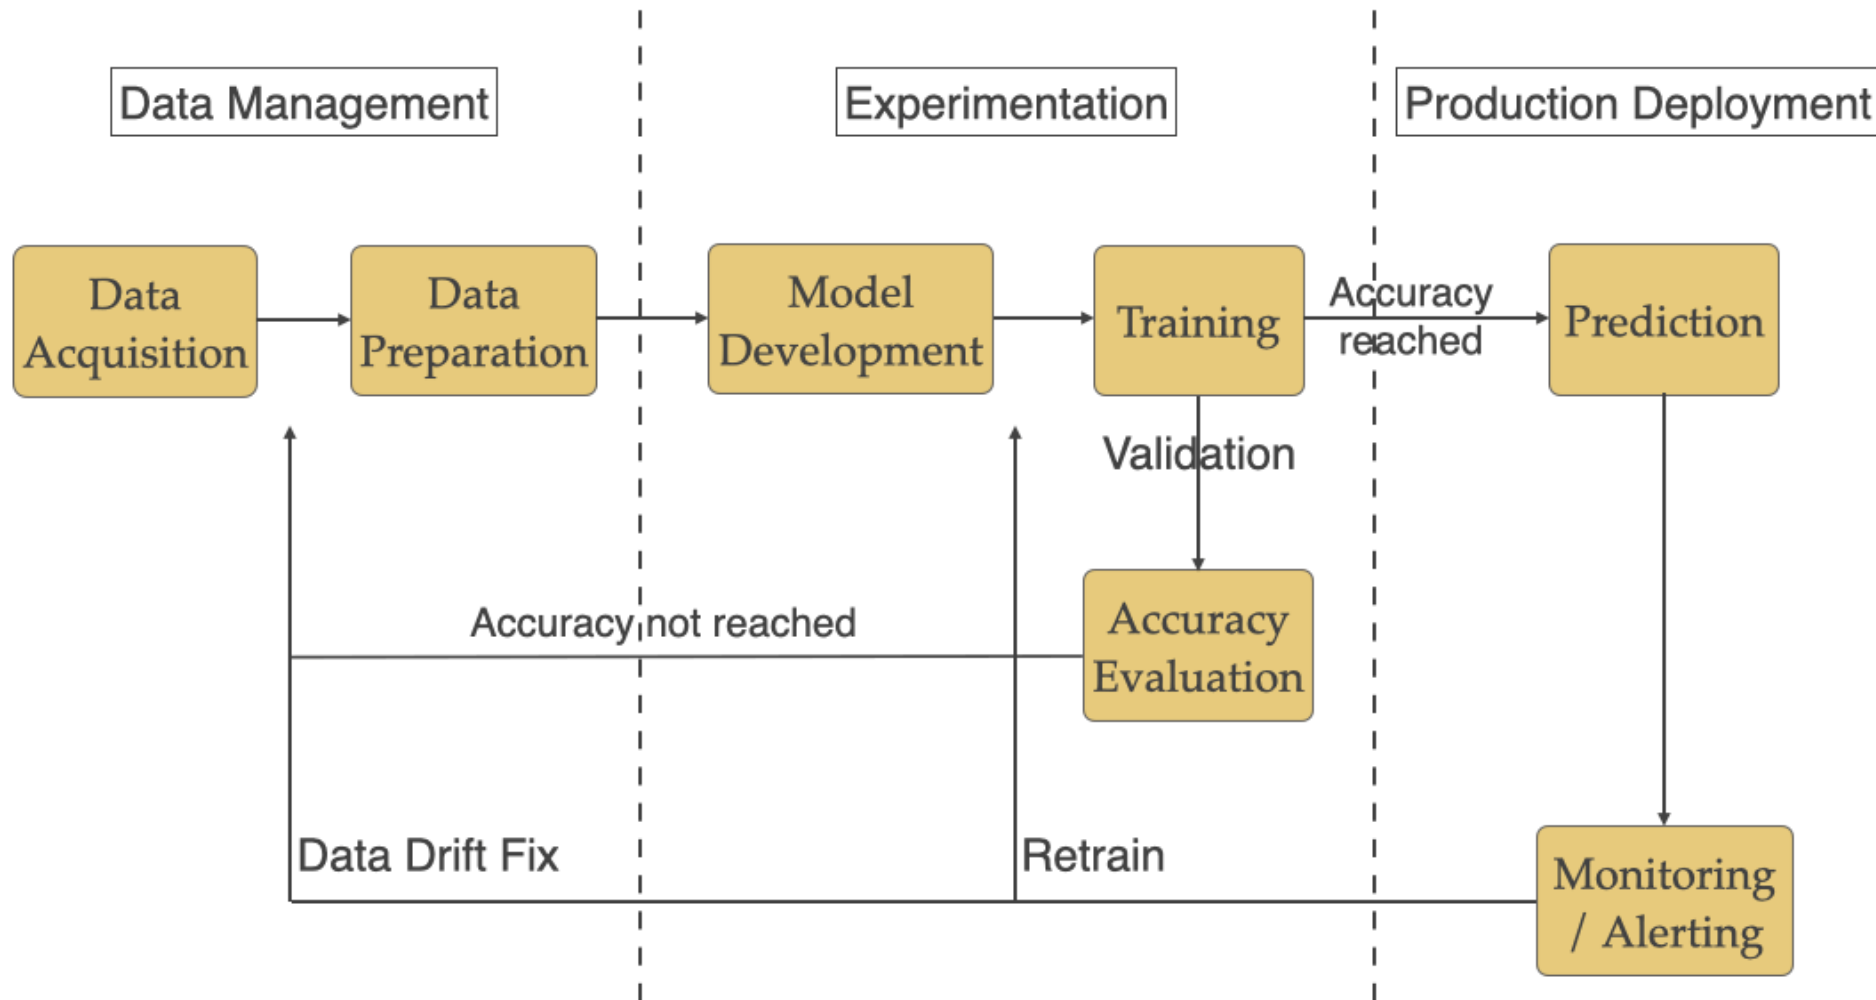 Data Management
Experimentation
Production Deployment
Data
Acquisition
Data
Preparation
Model
Development
Training
Accuracy
reached
Prediction
Validation
Accuracy not reached
Accuracy
Evaluation
Data Drift Fix
Retrain
Monitoring
/ Alerting